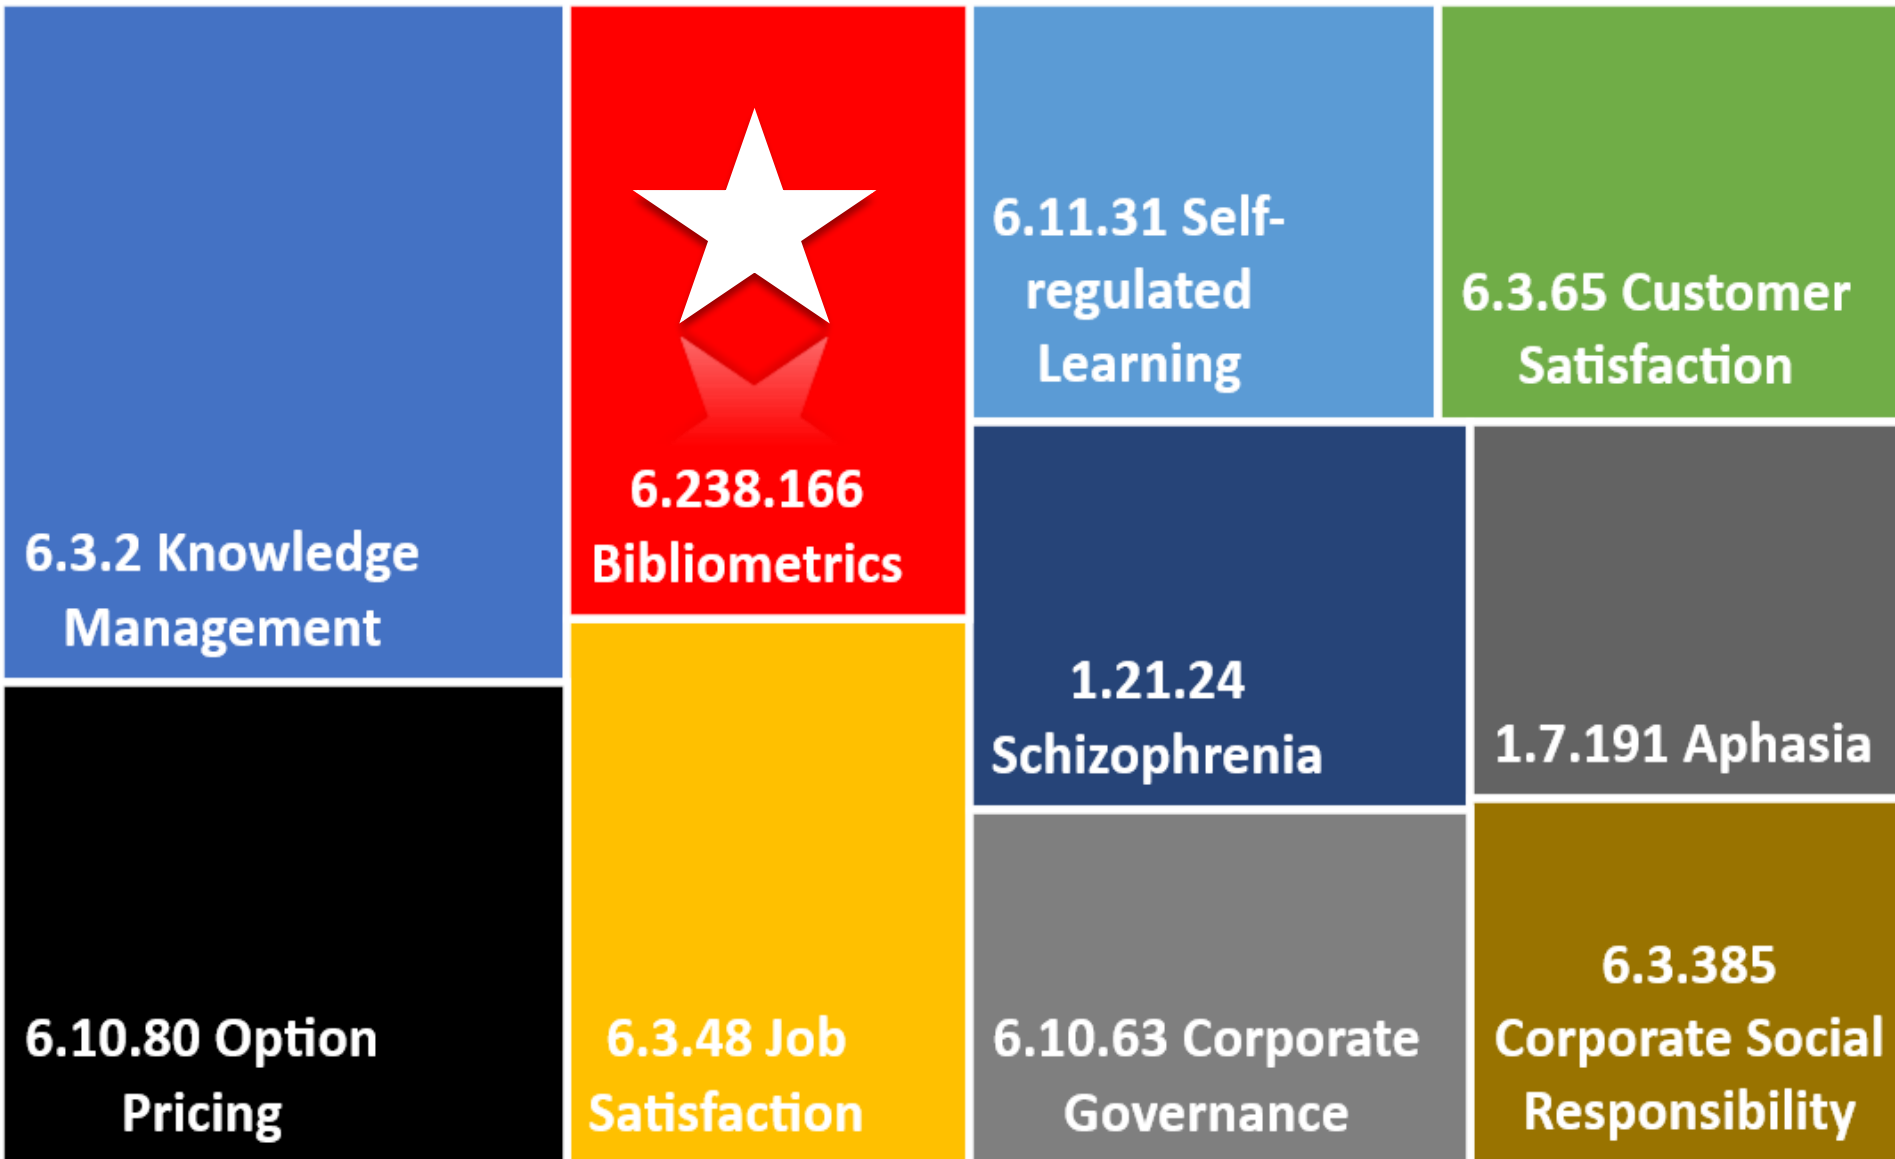 6.3.2 Knowledge
Management
6.10.80 Option
Pricing
6.238.166
Bibliometrics
6.3.48 Job
Satisfaction
6.11.31 Self-
regulated
Learning
6.3.65 Customer
Satisfaction
1.21.24
Schizophrenia
1.7.191 Aphasia
6.10.63 Corporate
Governance
6.3.385
Corporate Social
Responsibility